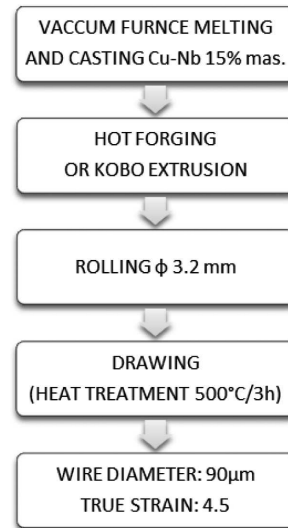 VACCUM FURNCE MELTING
AND CASTING Cu-Nb 15% mas.
HOT FORGING
OR KOBO EXTRUSION
ROLLING ϕ 3.2 mm
DRAWING
(HEAT TREATMENT 500°C/3h)
WIRE DIAMETER: 90µm
TRUE STRAIN: 4.5